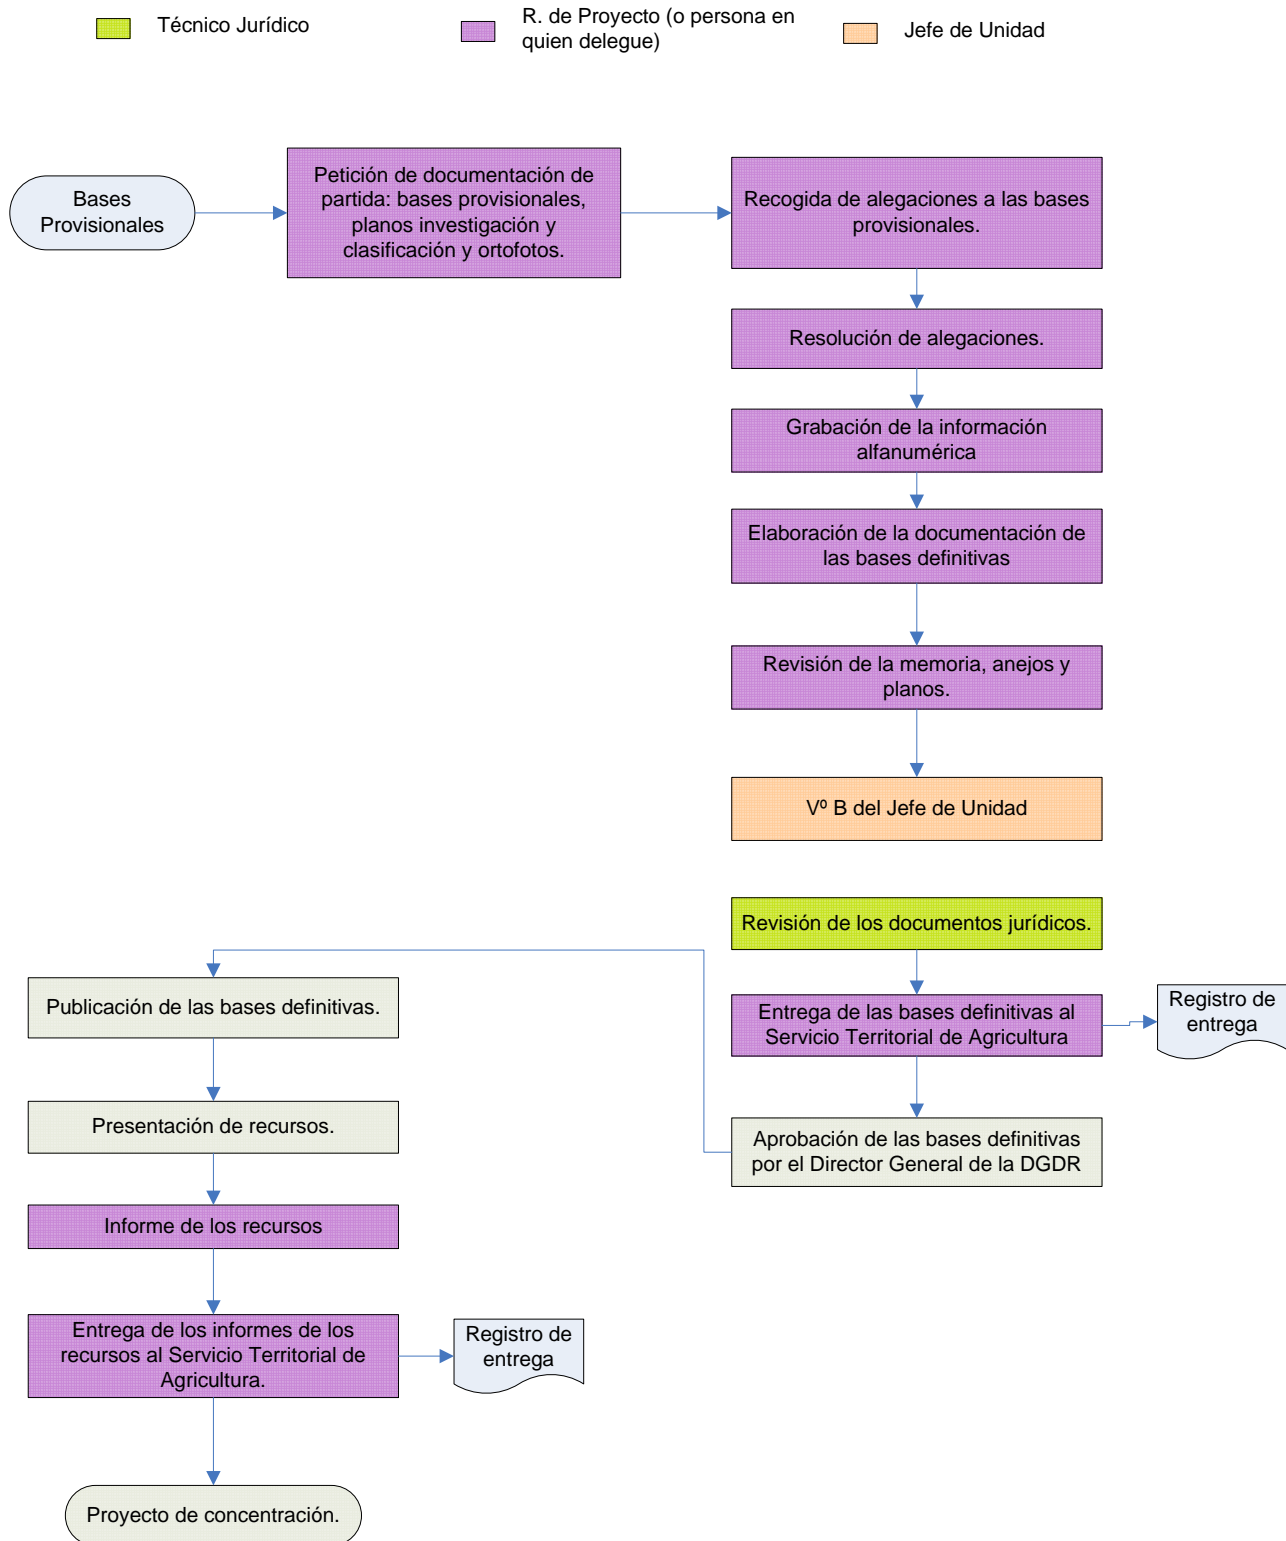 Técnico Jurídico
R. de Proyecto (o persona en
quien delegue)
Jefe de Unidad
Bases
Provisionales
Petición de documentación de
partida: bases provisionales,
planos investigación y
clasificación y ortofotos.
Recogida de alegaciones a las bases
provisionales.
Resolución de alegaciones.
Grabación de la información
alfanumérica
Elaboración de la documentación de
las bases definitivas
Revisión de la memoria, anejos y
planos.
Vº B del Jefe de Unidad
Revisión de los documentos jurídicos.
Entrega de las bases definitivas al
Servicio Territorial de Agricultura
Registro de
entrega
Aprobación de las bases definitivas
por el Director General de la DGDR
Publicación de las bases definitivas.
Presentación de recursos.
Informe de los recursos
Entrega de los informes de los
recursos al Servicio Territorial de
Agricultura.
Registro de
entrega
Proyecto de concentración.